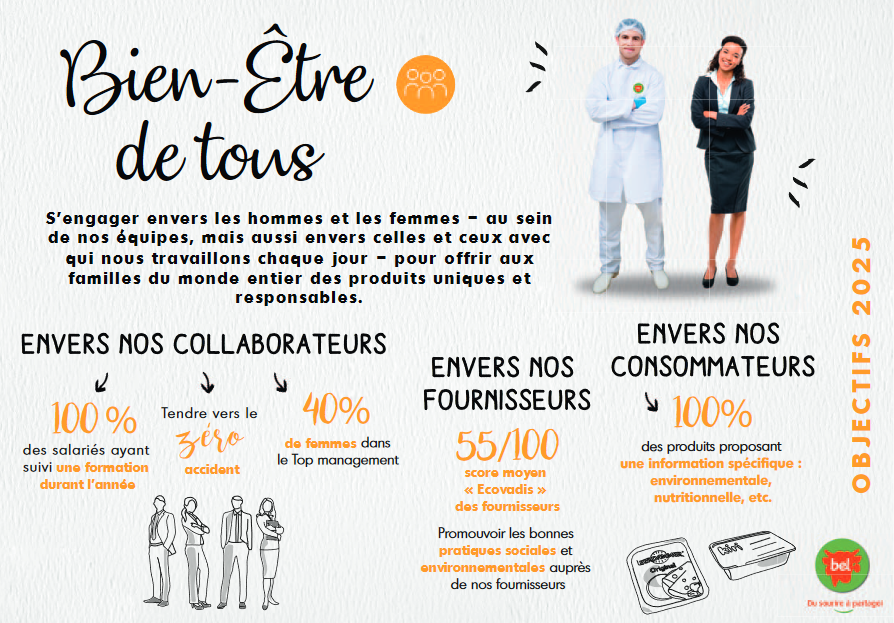 Bien-Être
de tous
S'engager envers les hommes et les femmes – au sein
de nos équipes, mais aussi envers celles et ceux avec
qui nous travaillons chaque jour – pour offrir aux
familles du monde entier des produits uniques et
responsables.
ENVERS NOS COLLABORATEURS
100 %
des salariés ayant
suivi une formation
durant l'année
Tendre vers le
zéro
accident
40%
de femmes dans
le Top management
ENVERS NOS
FOURNISSEURS
55/100
score moyen
« Ecovadis »
des fournisseurs
Promouvoir les bonnes
pratiques sociales et
environnementales auprès
de nos fournisseurs
ENVERS NOS
CONSOMMATEURS
100%
des produits proposant
une information spécifique :
environnementale,
nutritionnelle, etc.
OBJECTIFS 2025
Original
bel
Du sourire à partager